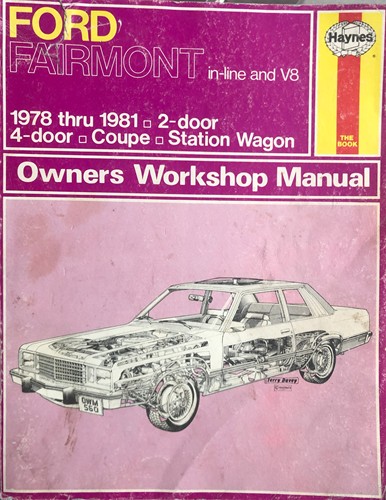 FORD
FAIRMONT in-line and V8
Haynes
®
1978 thru 1981 □ 2-door
4-door □ Coupe □ Station Wagon
THE
BOOK
Owners Workshop Manual
OWM
560
Terry Davey